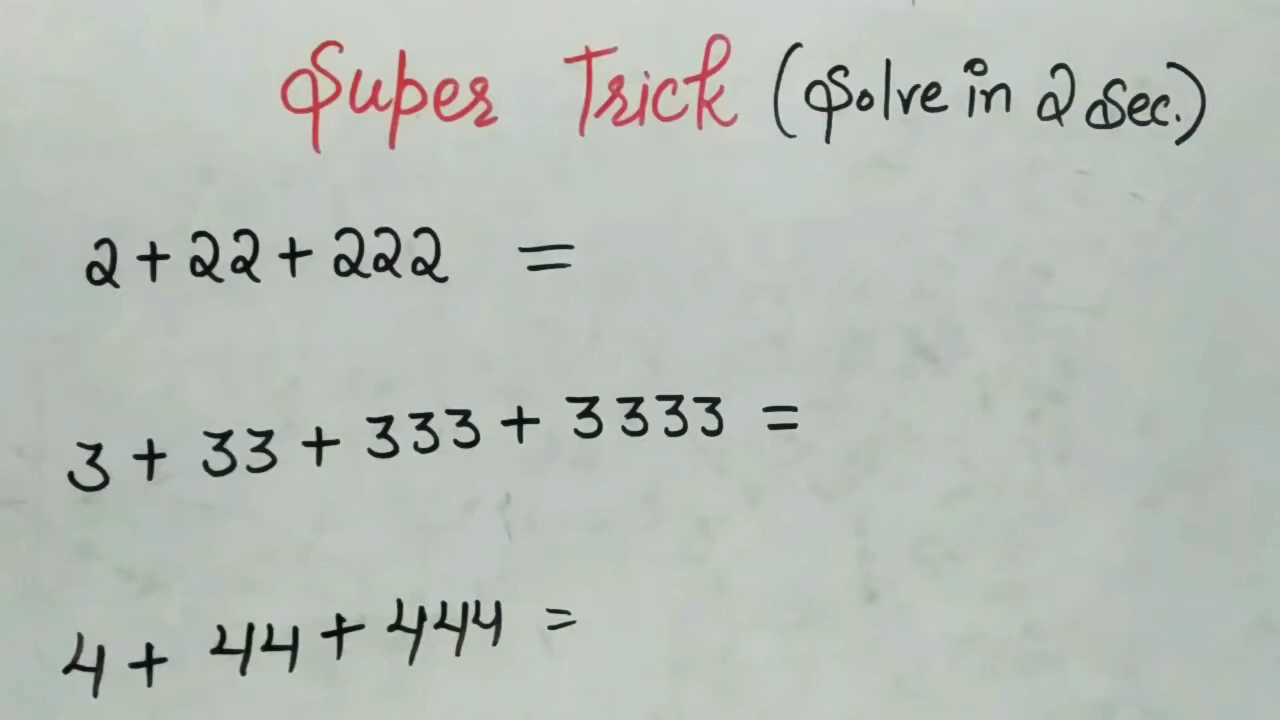 Super Trick (Solve in 2 Sec.)
2 + 22 + 222 =
3 + 33 + 333 + 3333 =
4 + 44 + 444 =